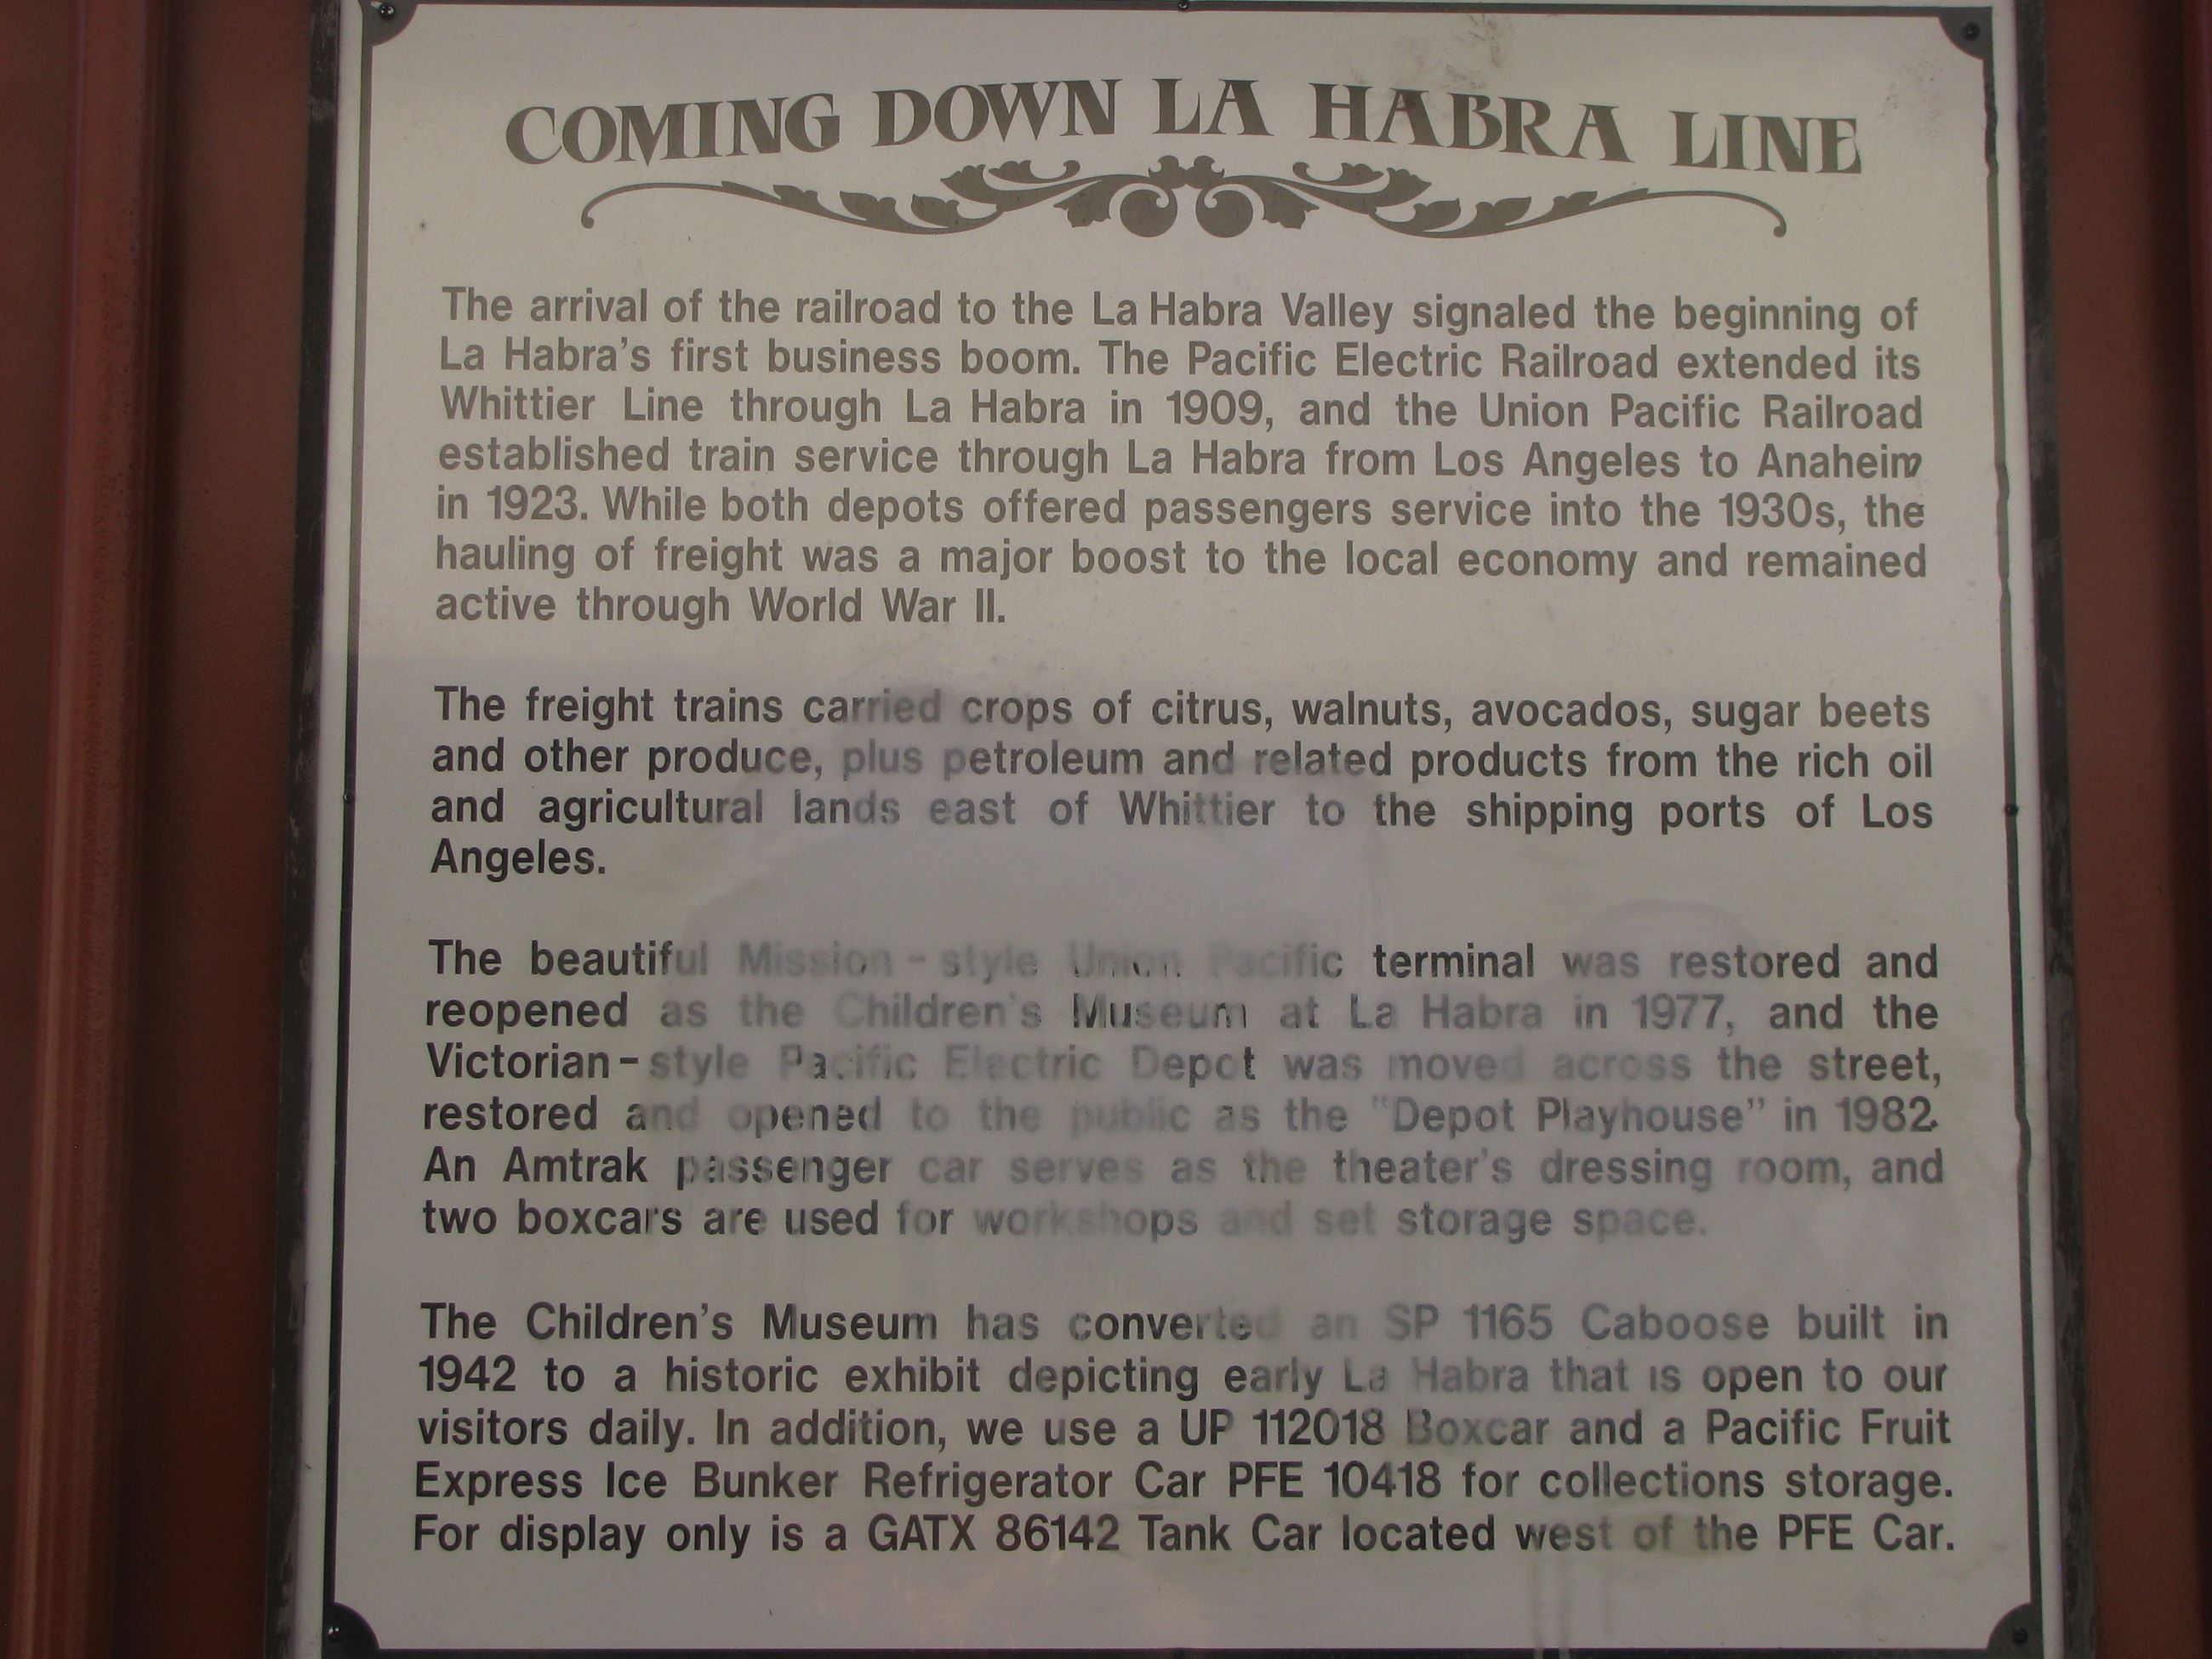 COMING DOWN LA HABRA LINE
The arrival of the railroad to the La Habra Valley signaled the beginning of
La Habra's first business boom. The Pacific Electric Railroad extended its
Whittier Line through La Habra in 1909, and the Union Pacific Railroad
established train service through La Habra from Los Angeles to Anaheim
in 1923. While both depots offered passengers service into the 1930s, the
hauling of freight was a major boost to the local economy and remained
active through World War II.
The freight trains carried crops of citrus, walnuts, avocados, sugar beets
and other produce, plus petroleum and related products from the rich oil
and agricultural lands east of Whittier to the shipping ports of Los
Angeles.
The beautiful Mission-style Union Pacific terminal was restored and
reopened as the Children's Museum at La Habra in 1977, and the
Victorian-style Pacific Electric Depot was moved across the street,
restored and opened to the public as the "Depot Playhouse" in 1982.
An Amtrak passenger car serves as the theater's dressing room, and
two boxcars are used for workshops and set storage space.
The Children's Museum has converted an SP 1165 Caboose built in
1942 to a historic exhibit depicting early La Habra that is open to our
visitors daily. In addition, we use a UP 112018 Boxcar and a Pacific Fruit
Express Ice Bunker Refrigerator Car PFE 10418 for collections storage.
For display only is a GATX 86142 Tank Car located west of the PFE Car.